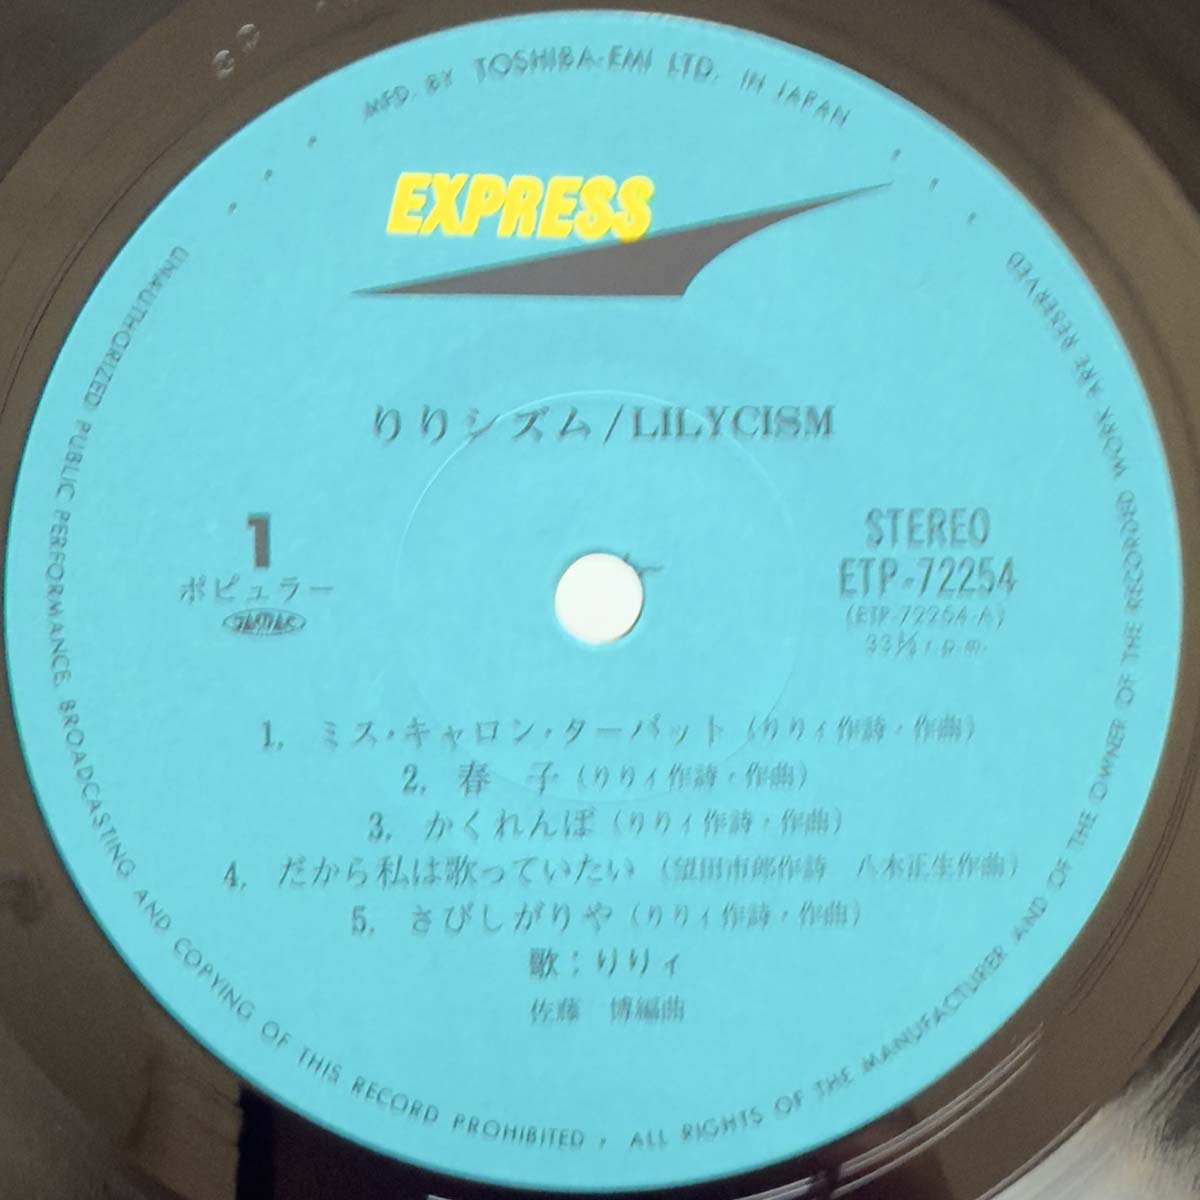 MFD. BY TOSHIBA-EMI LTD. IN JAPAN
EXPRESS
りりシズム/LILYCISM
1
ポピュラー
JASRAC
STEREO
ETP-72254
(ETP-72254-A)
33⅓ r.p.m.
1. ミス・キャロン・ターバット (りりィ作詩・作曲)
2. 春子 (りりィ作詩・作曲)
3. かくれんぼ (りりィ作詩・作曲)
4. だから私は歌っていたい (望田市郎作詩 八木正生作曲)
5. さびしがりや (りりィ作詩・作曲)
歌:りりィ
佐藤 博編曲
UNAUTHORIZED PUBLIC PERFORMANCE, BROADCASTING AND COPYING OF THIS RECORD PROHIBITED, ALL RIGHTS OF THE MANUFACTURER AND OF THE OWNER OF THE RECORDED WORK ARE RESERVED